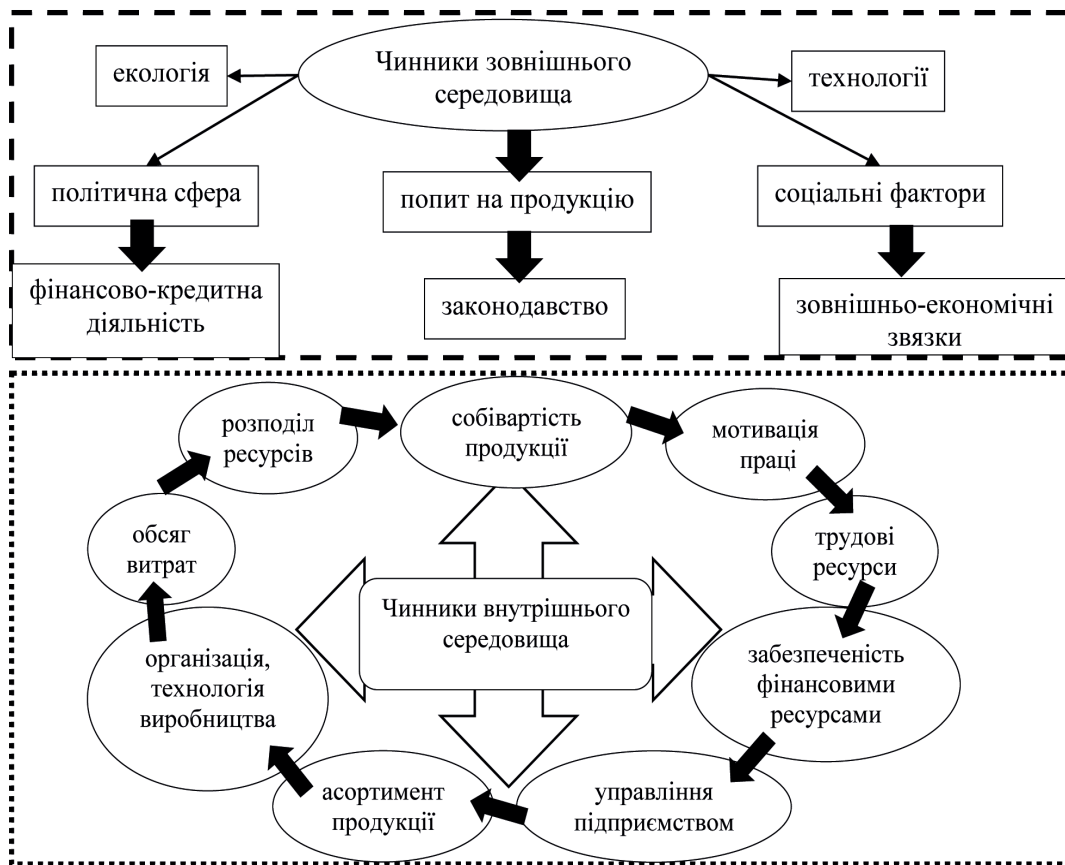 Чинники зовнішнього
середовища
екологія
технології
політична сфера
попит на продукцію
соціальні фактори
фінансово-кредитна
діяльність
законодавство
зовнішньо-економічні
звязки
розподіл
ресурсів
собівартість
продукції
мотивація
праці
обсяг
витрат
трудові
ресурси
Чинники внутрішнього
середовища
організація,
технологія
виробництва
забезпеченість
фінансовими
ресурсами
асортимент
продукції
управління
підприємством